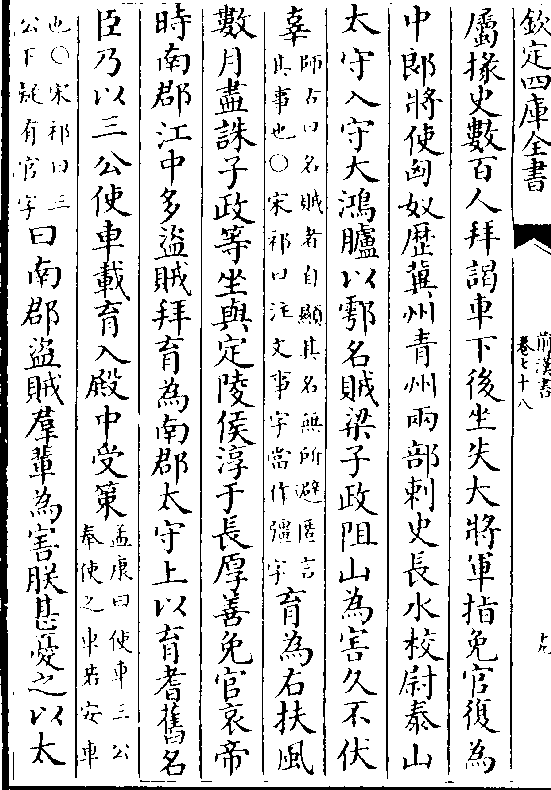 欽定四庫全書
前漢書
卷七十八
屬掾史數百人拜謁車下後坐失大將軍指免官復為
中郎將使匈奴歴冀州青州兩部刺史長水校尉泰山
太守入守大鴻臚以鄠名賊梁子政阻山為害久不伏
辜
師古曰名賊者自顯其名無所避匿言
其事也○宋祁曰注文事字當作彊字
育為右扶風
數月盡誅子政等坐與定陵侯淳于長厚善免官哀帝
時南郡江中多盜賊拜育為南郡太守上以育耆舊名
臣乃以三公使車載育入殿中受策
孟康曰使車三公
奉使之車若安車
也○宋祁曰三
公下疑有官字
曰南郡盜賊羣輩為害朕甚憂之以太